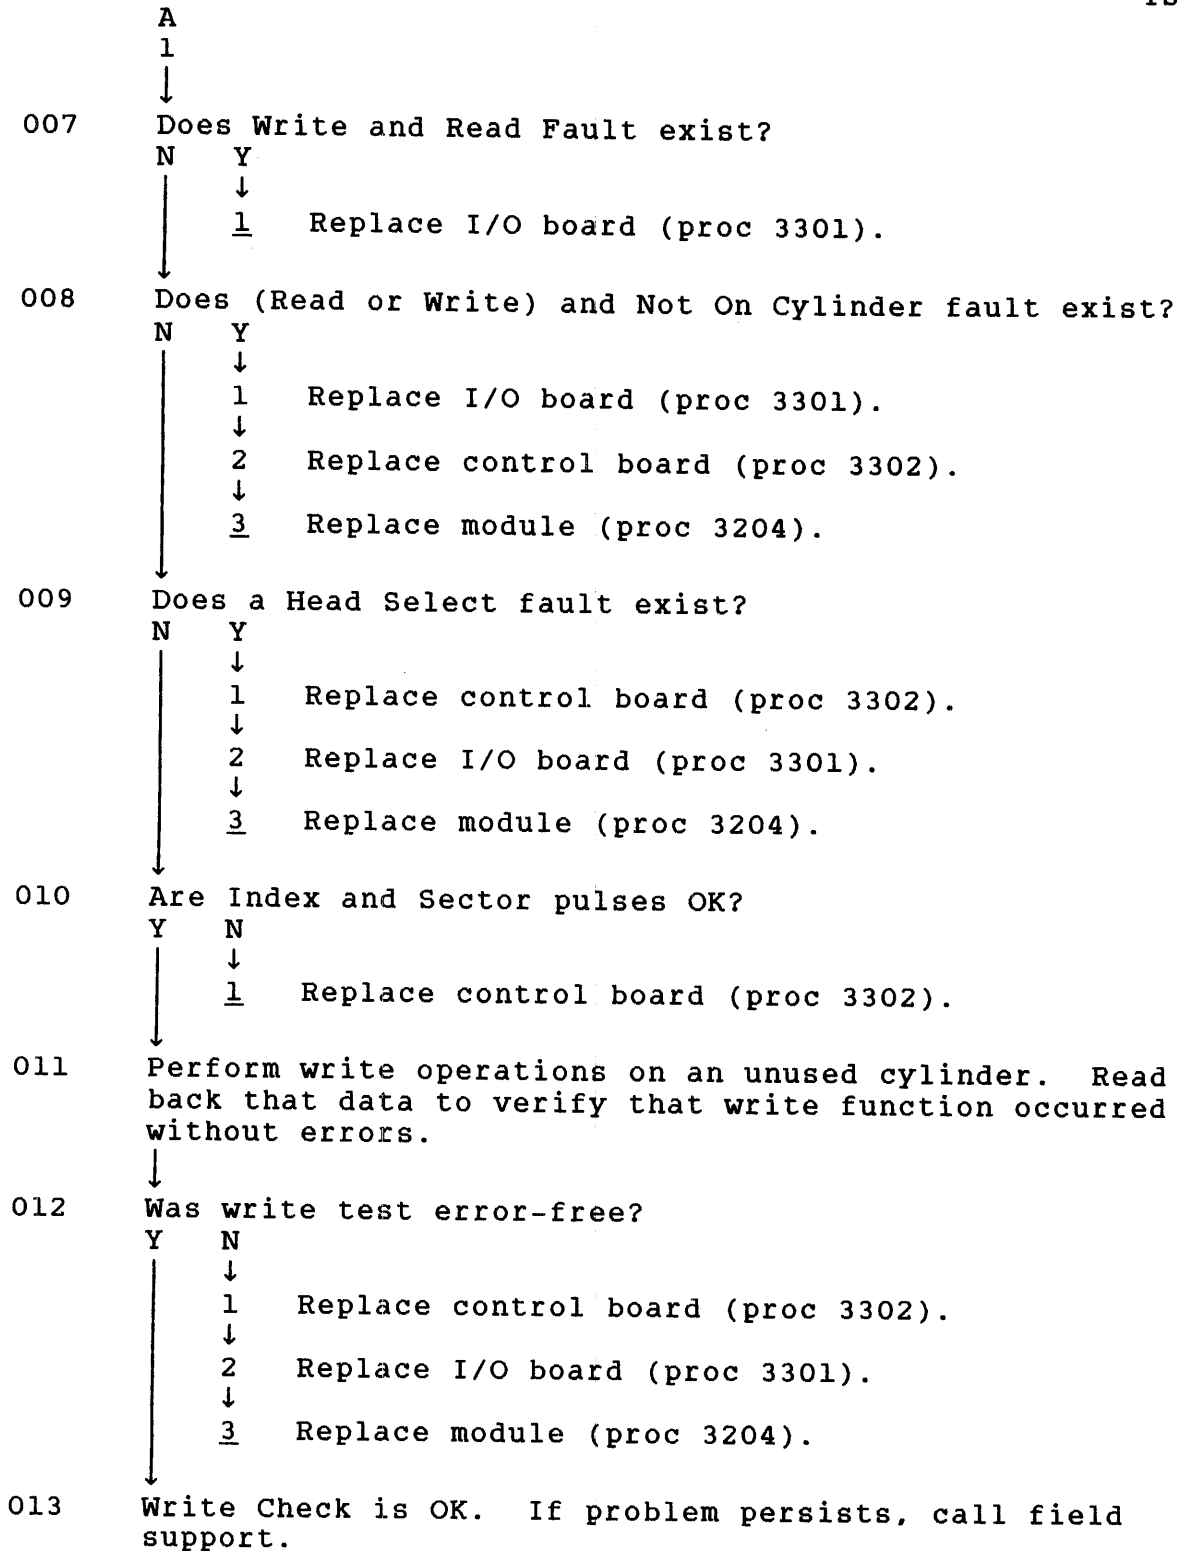 A
1
↓
007 Does Write and Read Fault exist?
N Y
↓
1 Replace I/O board (proc 3301).
008 Does (Read or Write) and Not On Cylinder fault exist?
N Y
↓
1 Replace I/O board (proc 3301).
↓
2 Replace control board (proc 3302).
↓
3 Replace module (proc 3204).
009 Does a Head Select fault exist?
N Y
↓
1 Replace control board (proc 3302).
↓
2 Replace I/O board (proc 3301).
↓
3 Replace module (proc 3204).
010 Are Index and Sector pulses OK?
Y N
↓
1 Replace control board (proc 3302).
011 Perform write operations on an unused cylinder. Read
back that data to verify that write function occurred
without errors.
↓
012 Was write test error-free?
Y N
↓
1 Replace control board (proc 3302).
↓
2 Replace I/O board (proc 3301).
↓
3 Replace module (proc 3204).
013 Write Check is OK. If problem persists, call field
support.